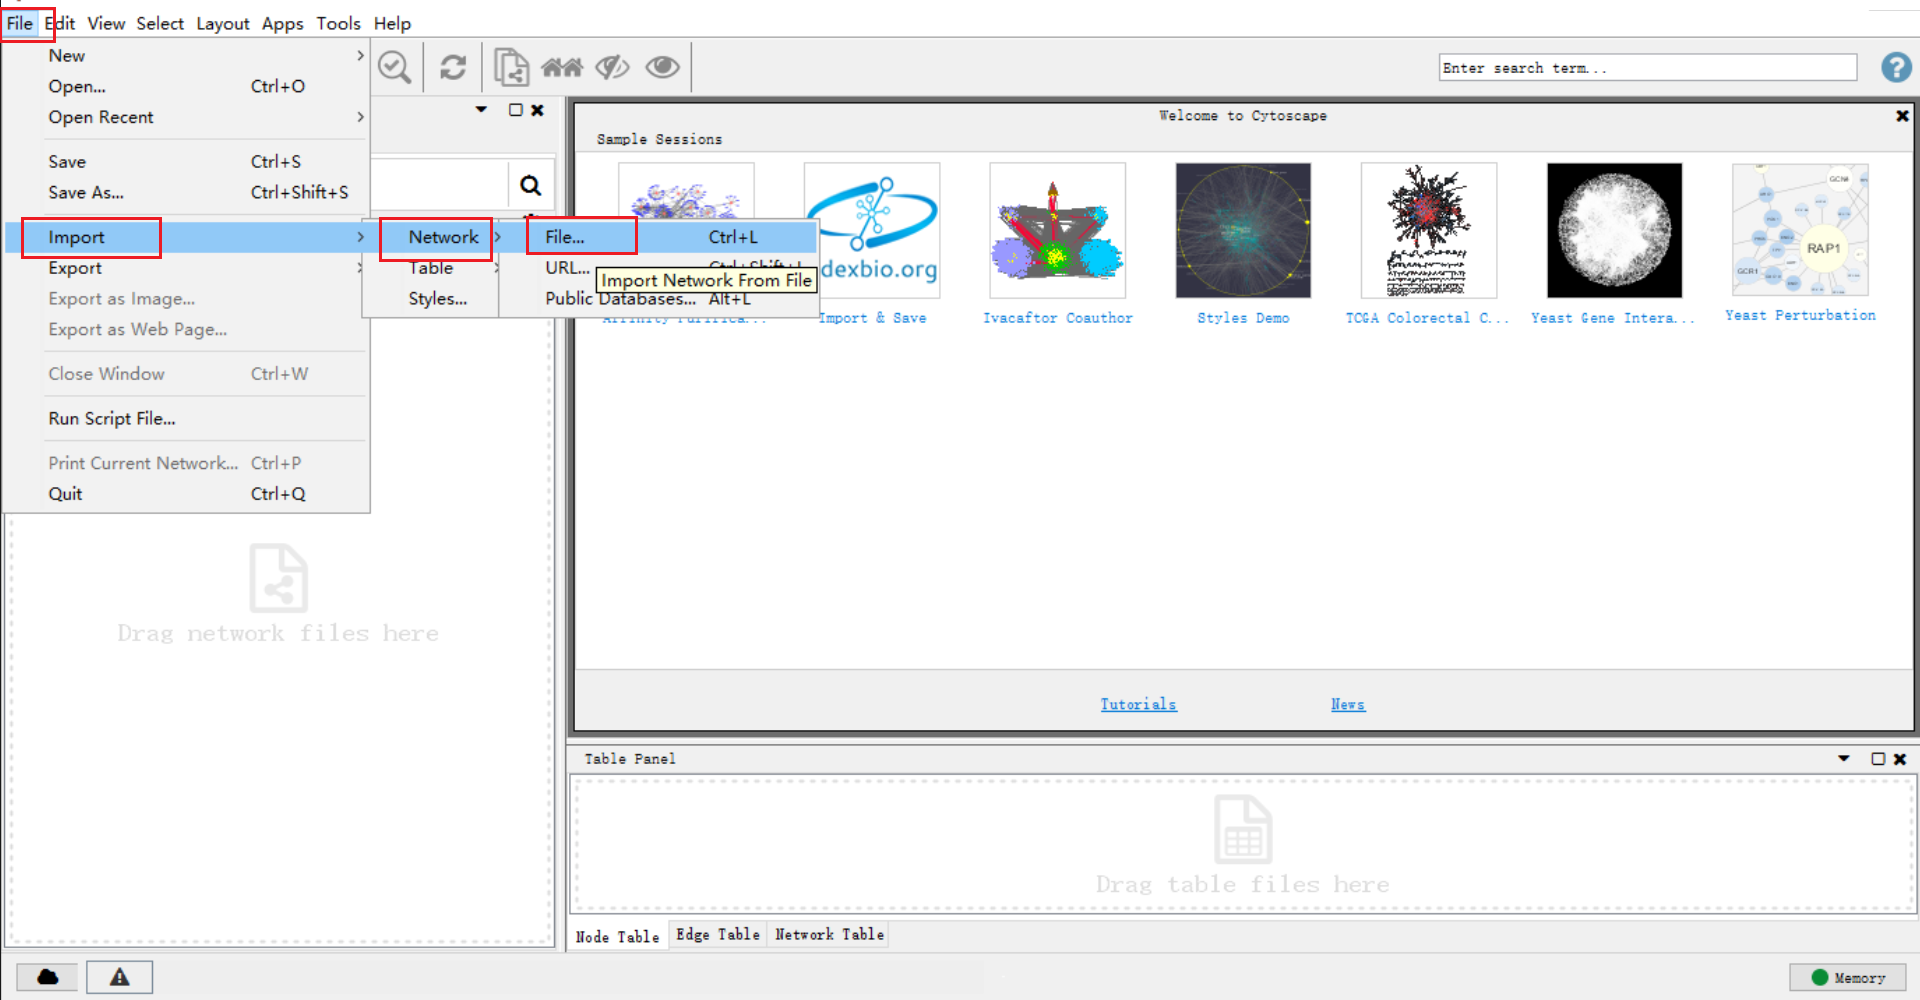 File Edit View Select Layout Apps Tools Help
New
Open... Ctrl+O
Open Recent
Save Ctrl+S
Save As... Ctrl+Shift+S
Import
Export
Export as Image...
Export as Web Page...
Close Window Ctrl+W
Run Script File...
Print Current Network... Ctrl+P
Quit Ctrl+Q
Network
Table
Styles...
File... Ctrl+L
URL... Ctrl+Shift+L
Import Network From File
Public Databases... Alt+L
Enter search term...
?
Welcome to Cytoscape
Sample Sessions
dexbio.org
GCN4
RAP1
GCR1
Affinity Purifica...
Import & Save
Ivacaftor Coauthor
Styles Demo
TCGA Colorectal C...
Yeast Gene Intera...
Yeast Perturbation
Drag network files here
Tutorials
News
Table Panel
Drag table files here
Node Table Edge Table Network Table
Memory